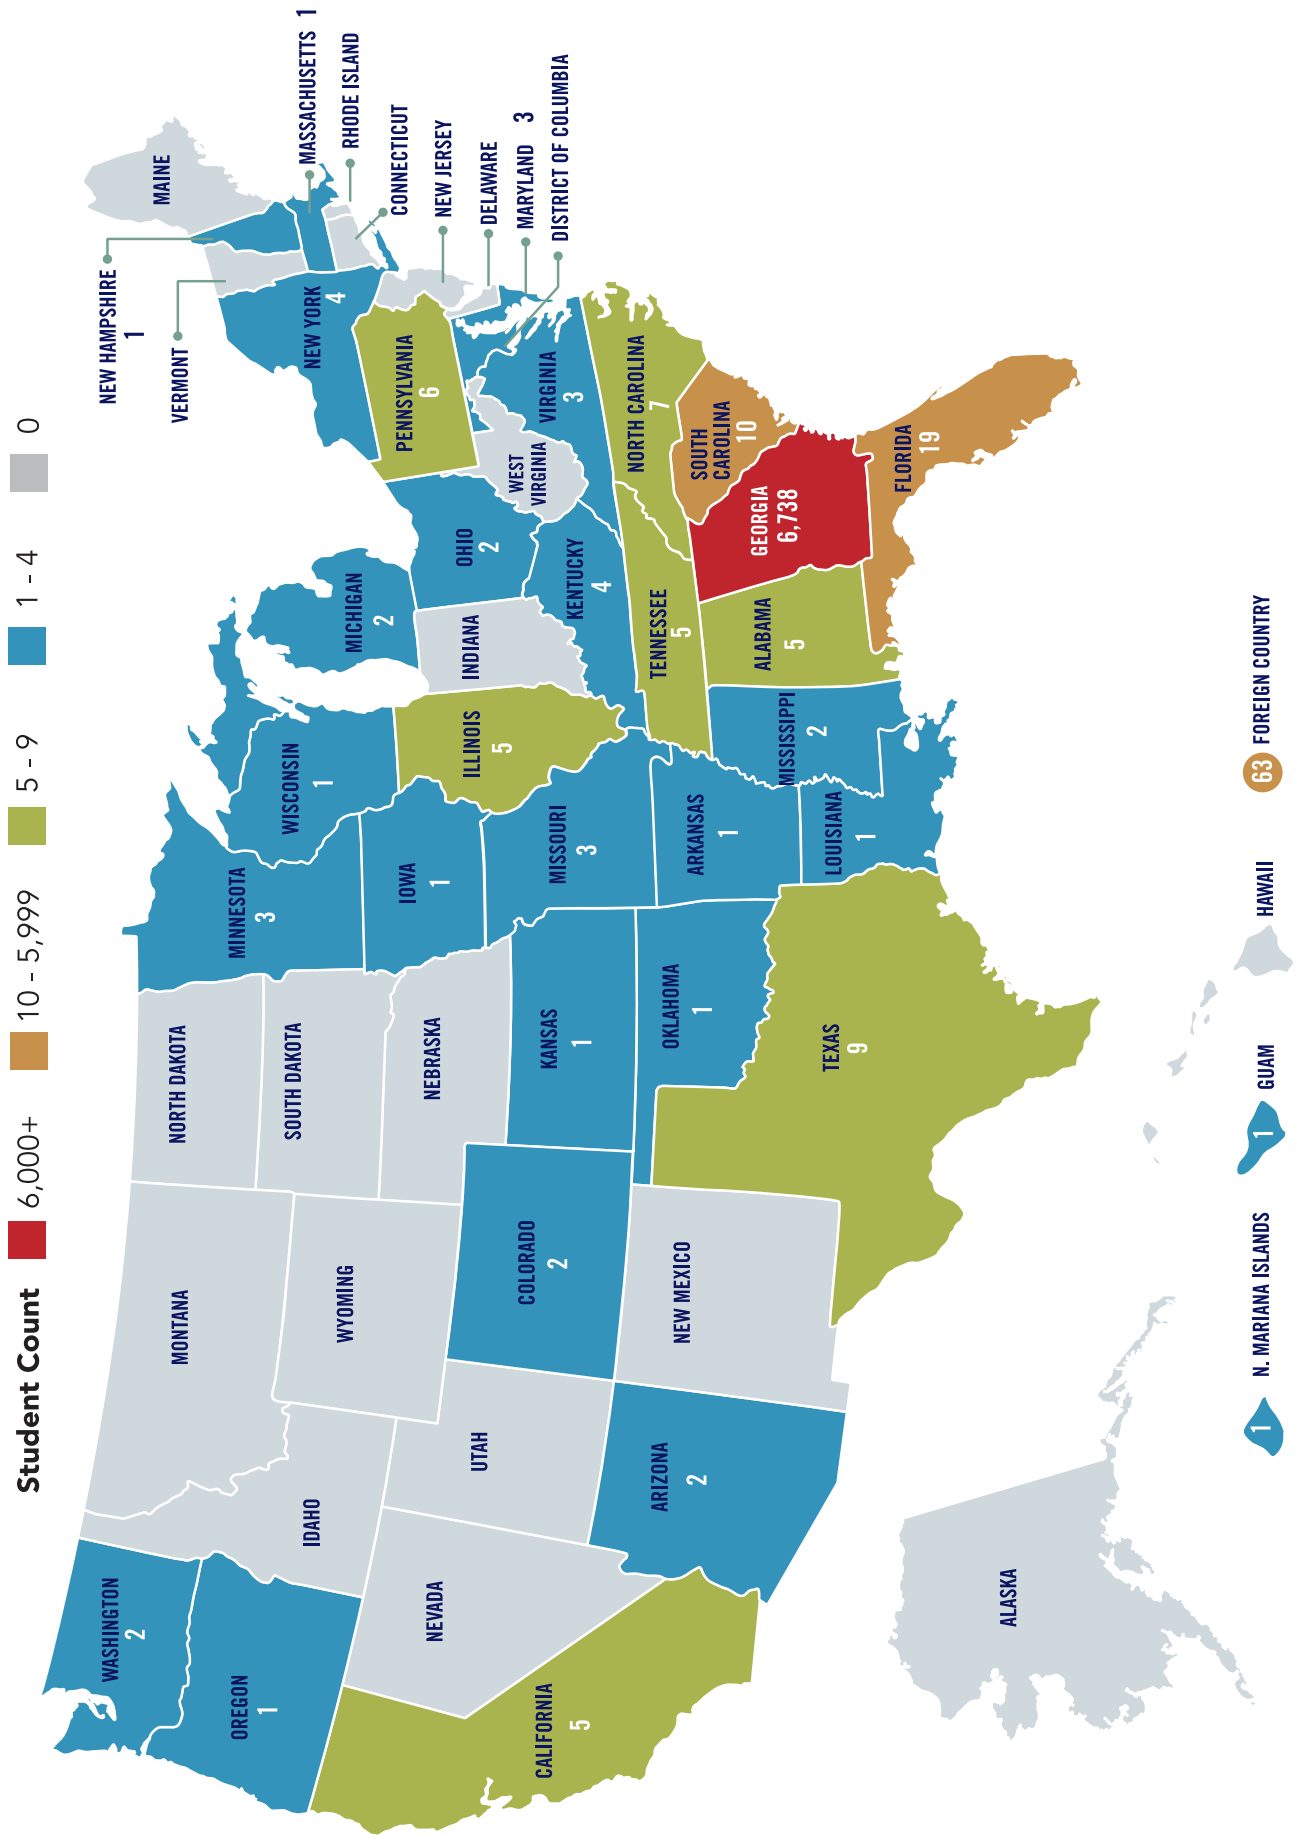 Student Count
6,000+
10 - 5,999
5 - 9
1 - 4
0
WASHINGTON
2
OREGON
1
CALIFORNIA
5
NEVADA
IDAHO
MONTANA
WYOMING
UTAH
ARIZONA
2
COLORADO
2
NEW MEXICO
NORTH DAKOTA
SOUTH DAKOTA
NEBRASKA
KANSAS
1
OKLAHOMA
1
TEXAS
9
MINNESOTA
3
IOWA
1
MISSOURI
3
ARKANSAS
1
LOUISIANA
1
WISCONSIN
1
ILLINOIS
5
MISSISSIPPI
2
MICHIGAN
2
INDIANA
OHIO
2
KENTUCKY
4
TENNESSEE
5
ALABAMA
5
GEORGIA
6,738
FLORIDA
19
SOUTH
CAROLINA
10
NORTH CAROLINA
7
VIRGINIA
3
WEST
VIRGINIA
PENNSYLVANIA
6
NEW YORK
4
VERMONT
NEW HAMPSHIRE
1
MAINE
MASSACHUSETTS 1
RHODE ISLAND
CONNECTICUT
NEW JERSEY
DELAWARE
MARYLAND 3
DISTRICT OF COLUMBIA
ALASKA
1 N. MARIANA ISLANDS
1 GUAM
HAWAII
63 FOREIGN COUNTRY